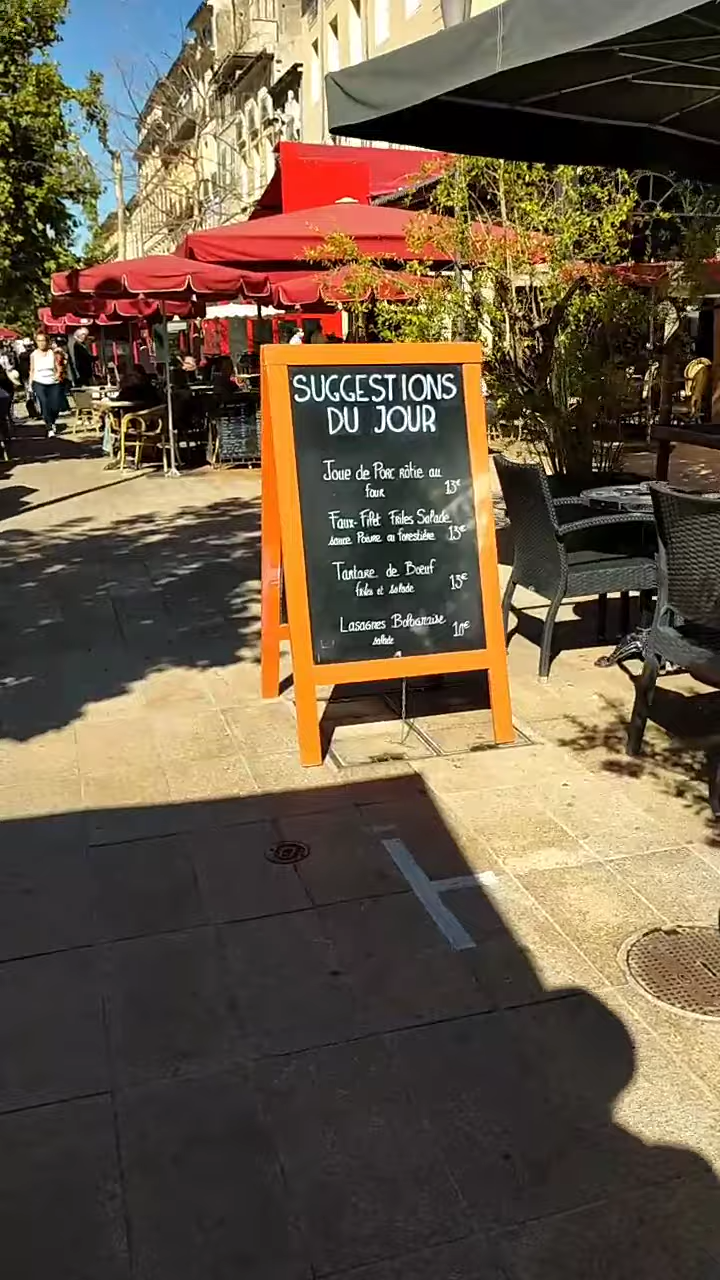 SUGGESTIONS
DU JOUR
Joue de Porc rôtie au
four 13€
Faux-Filet Frites Salade
sauce Poivre ou forestière 13€
Tartare de Bœuf
frites et salade 13€
Lasagnes Bolognaise
salade 10€